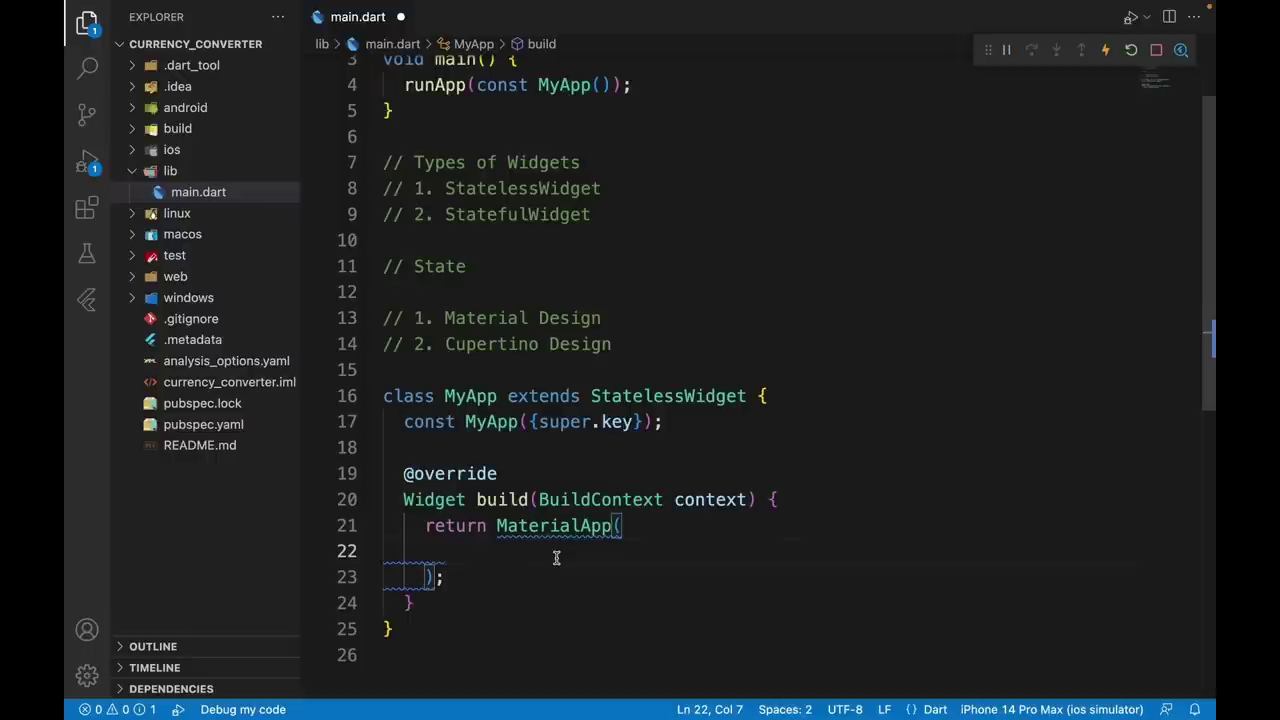 EXPLORER
main.dart
CURRENCY_CONVERTER
lib
main.dart
MyApp
build
.dart_tool
.idea
android
build
ios
lib
main.dart
linux
macos
test
web
windows
.gitignore
.metadata
analysis_options.yaml
currency_converter.iml
pubspec.lock
pubspec.yaml
README.md
OUTLINE
TIMELINE
DEPENDENCIES
1
1
3 void main() {
4 runApp(const MyApp());
5 }
6
7 // Types of Widgets
8 // 1. StatelessWidget
9 // 2. StatefulWidget
10
11 // State
12
13 // 1. Material Design
14 // 2. Cupertino Design
15
16 class MyApp extends StatelessWidget {
17 const MyApp({super.key});
18
19 @override
20 Widget build(BuildContext context) {
21 return MaterialApp(
22
23 );
24 }
25 }
26
0 0 1 Debug my code Ln 22, Col 7 Spaces: 2 UTF-8 LF {} Dart iPhone 14 Pro Max (ios simulator)